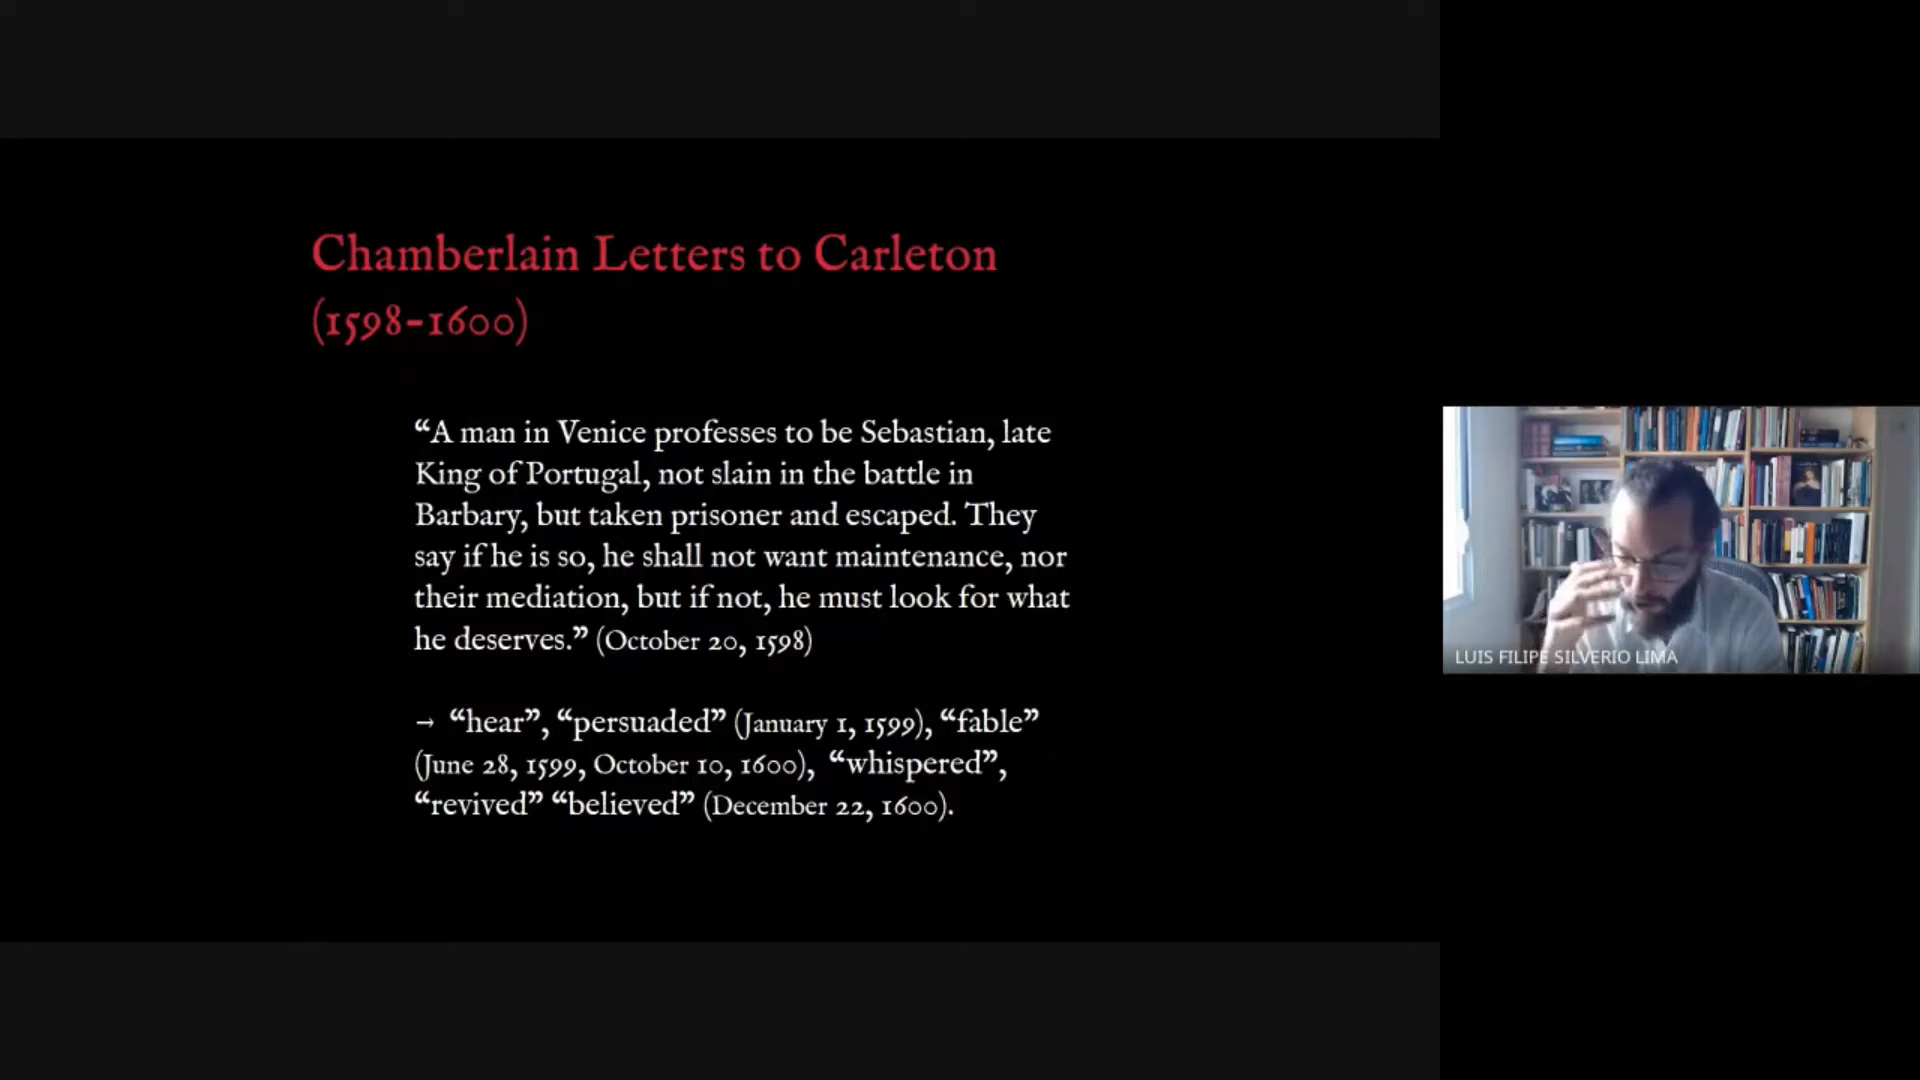 Chamberlain Letters to Carleton
(1598-1600)
“A man in Venice professes to be Sebastian, late
King of Portugal, not slain in the battle in
Barbary, but taken prisoner and escaped. They
say if he is so, he shall not want maintenance, nor
their mediation, but if not, he must look for what
he deserves.” (October 20, 1598)
→ “hear”, “persuaded” (January 1, 1599), “fable”
(June 28, 1599, October 10, 1600), “whispered”,
“revived” “believed” (December 22, 1600).
LUIS FILIPE SILVERIO LIMA